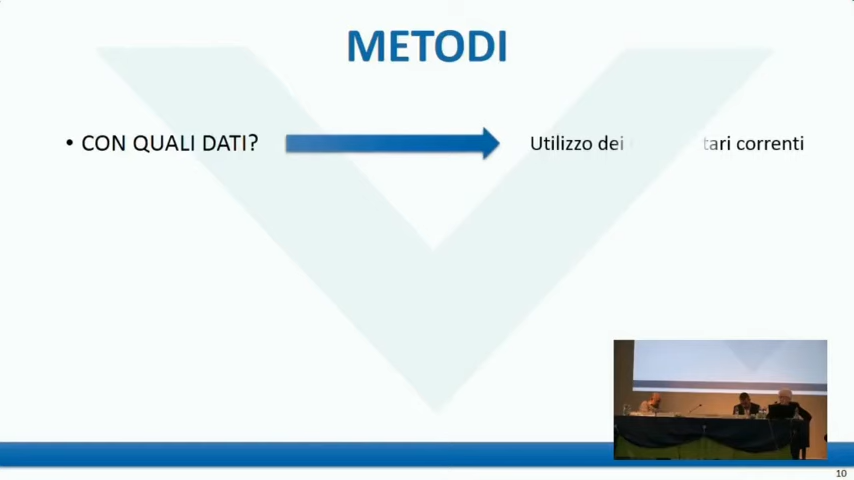 METODI
• CON QUALI DATI?
Utilizzo dei tari correnti
10